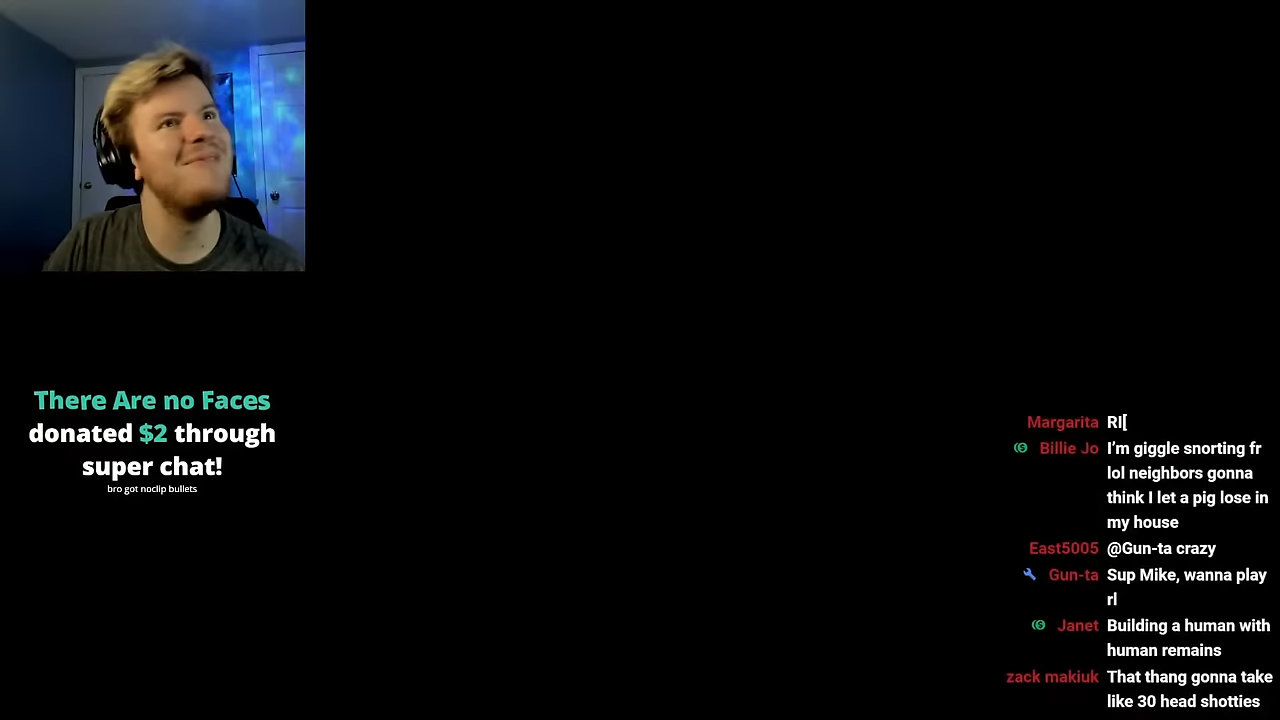 There Are no Faces
donated $2 through
super chat!
bro got noclip bullets
Margarita Rl[
Billie Jo I’m giggle snorting fr
lol neighbors gonna
think I let a pig lose in
my house
East5005 @Gun-ta crazy
Gun-ta Sup Mike, wanna play
rl
Janet Building a human with
human remains
zack makiuk That thang gonna take
like 30 head shotties